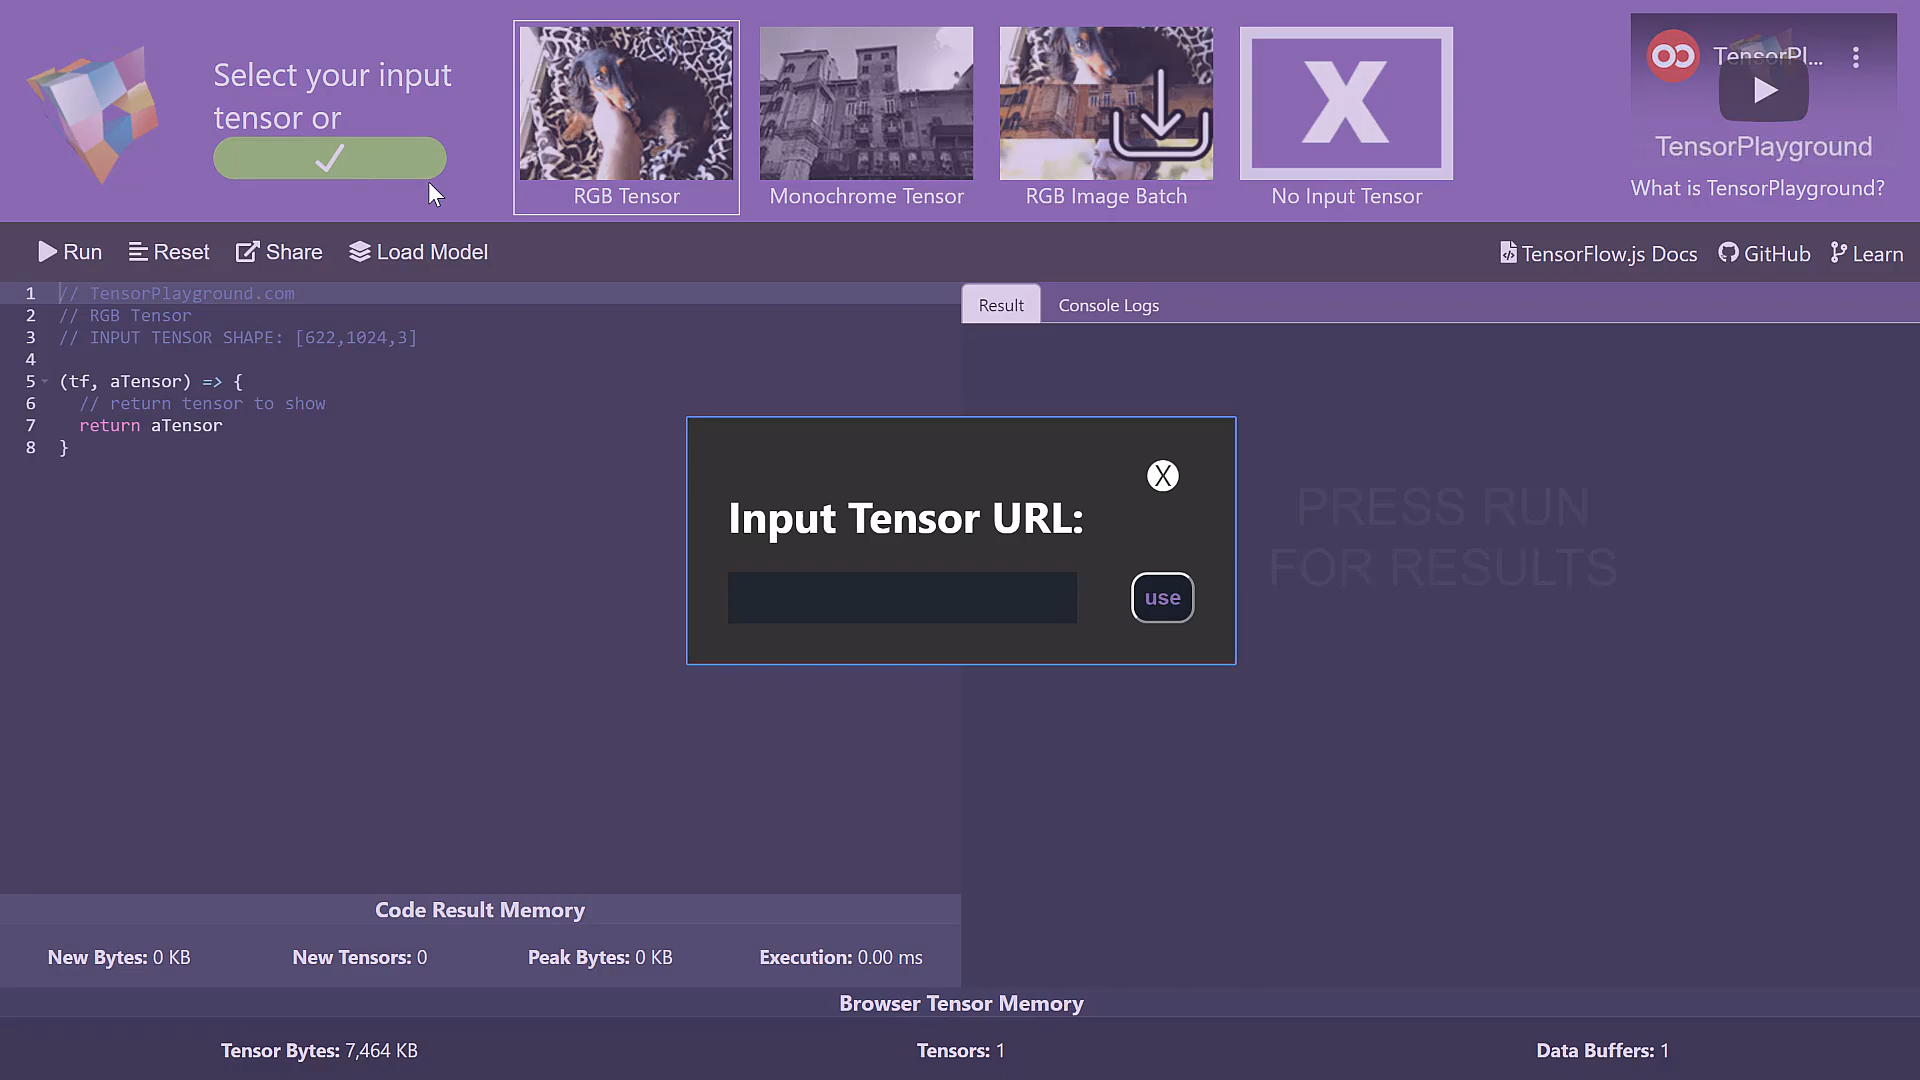 Select your input
tensor or
RGB Tensor
Monochrome Tensor
RGB Image Batch
X
No Input Tensor
TensorPl...
TensorPlayground
What is TensorPlayground?
Run
Reset
Share
Load Model
TensorFlow.js Docs
GitHub
Learn
1 // TensorPlayground.com
2 // RGB Tensor
3 // INPUT TENSOR SHAPE: [622,1024,3]
4
5 (tf, aTensor) => {
6 // return tensor to show
7 return aTensor
8 }
Result
Console Logs
PRESS RUN
FOR RESULTS
X
Input Tensor URL:
use
Code Result Memory
New Bytes: 0 KB
New Tensors: 0
Peak Bytes: 0 KB
Execution: 0.00 ms
Browser Tensor Memory
Tensor Bytes: 7,464 KB
Tensors: 1
Data Buffers: 1